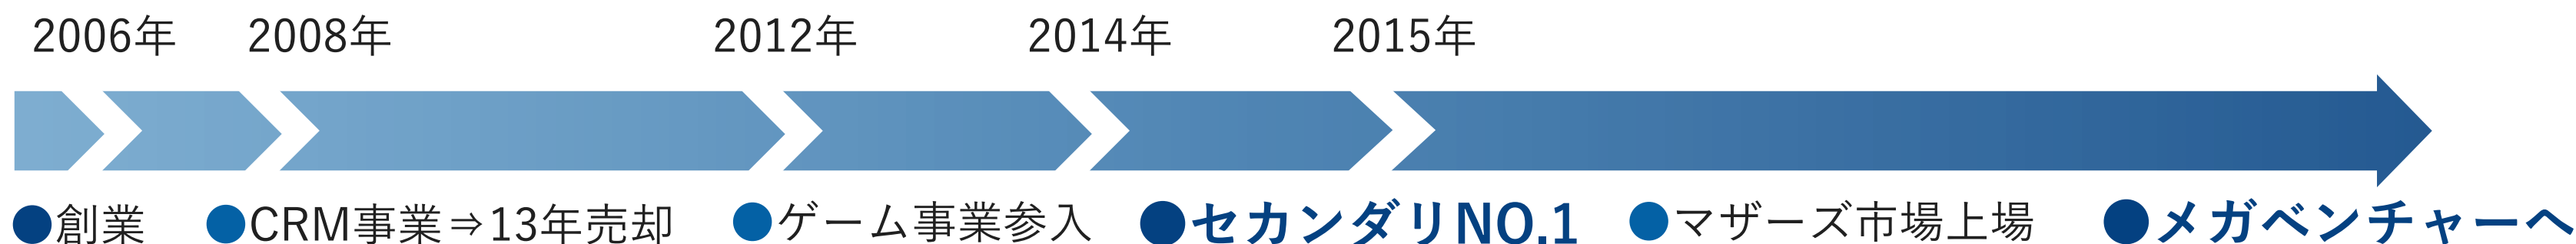 2006年 2008年 2012年 2014年 2015年
●創業 ●CRM事業⇒13年売却 ●ゲーム事業参入 ●セカンダリNO.1 ●マザーズ市場上場 ●メガベンチャーへ